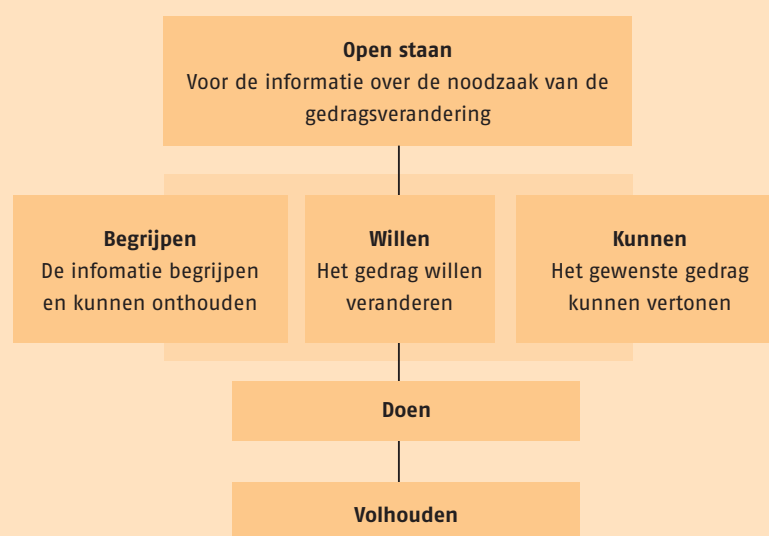 Open staan
Voor de informatie over de noodzaak van de
gedragsverandering
Begrijpen
De infomatie begrijpen
en kunnen onthouden
Willen
Het gedrag willen
veranderen
Kunnen
Het gewenste gedrag
kunnen vertonen
Doen
Volhouden